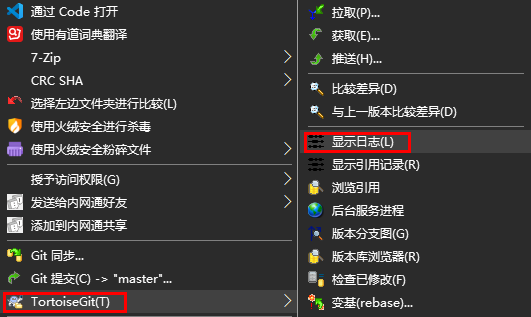 通过 Code 打开
使用有道词典翻译
7-Zip
CRC SHA
选择左边文件夹进行比较(L)
使用火绒安全进行杀毒
使用火绒安全粉碎文件
授予访问权限(G)
发送给内网通好友
添加到内网通共享
Git 同步...
Git 提交(C) -> "master"...
TortoiseGit(T)
拉取(P)...
获取(E)...
推送(H)...
比较差异(D)
与上一版本比较差异(D)
显示日志(L)
显示引用记录(R)
浏览引用
后台服务进程
版本分支图(G)
版本库浏览器(R)
检查已修改(F)
变基(rebase)...